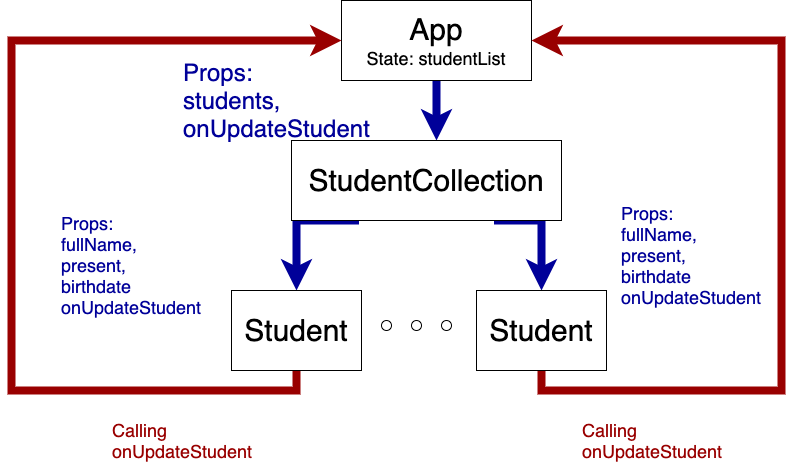 App
State: studentList
Props:
students,
onUpdateStudent
StudentCollection
Props:
fullName,
present,
birthdate
onUpdateStudent
Props:
fullName,
present,
birthdate
onUpdateStudent
Student
Student
Calling
onUpdateStudent
Calling
onUpdateStudent